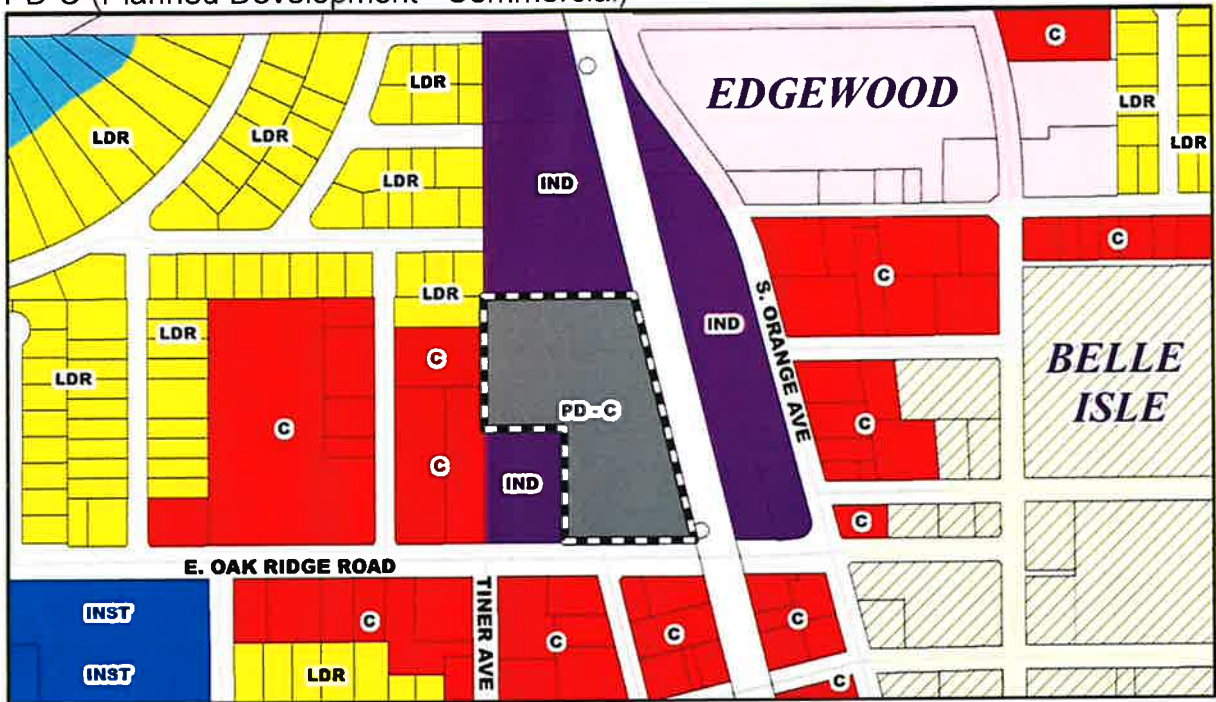 PD-C (Planned Development - Commercial)
C
EDGEWOOD
LDR
LDR
LDR
LDR
LDR
LDR
IND
C
LDR
C
S. ORANGE AVE
IND
LDR
C
BELLE
ISLE
LDR
PD - C
C
C
C
IND
C
E. OAK RIDGE ROAD
TINER AVE
INST
C
C
C
C
INST
LDR
C